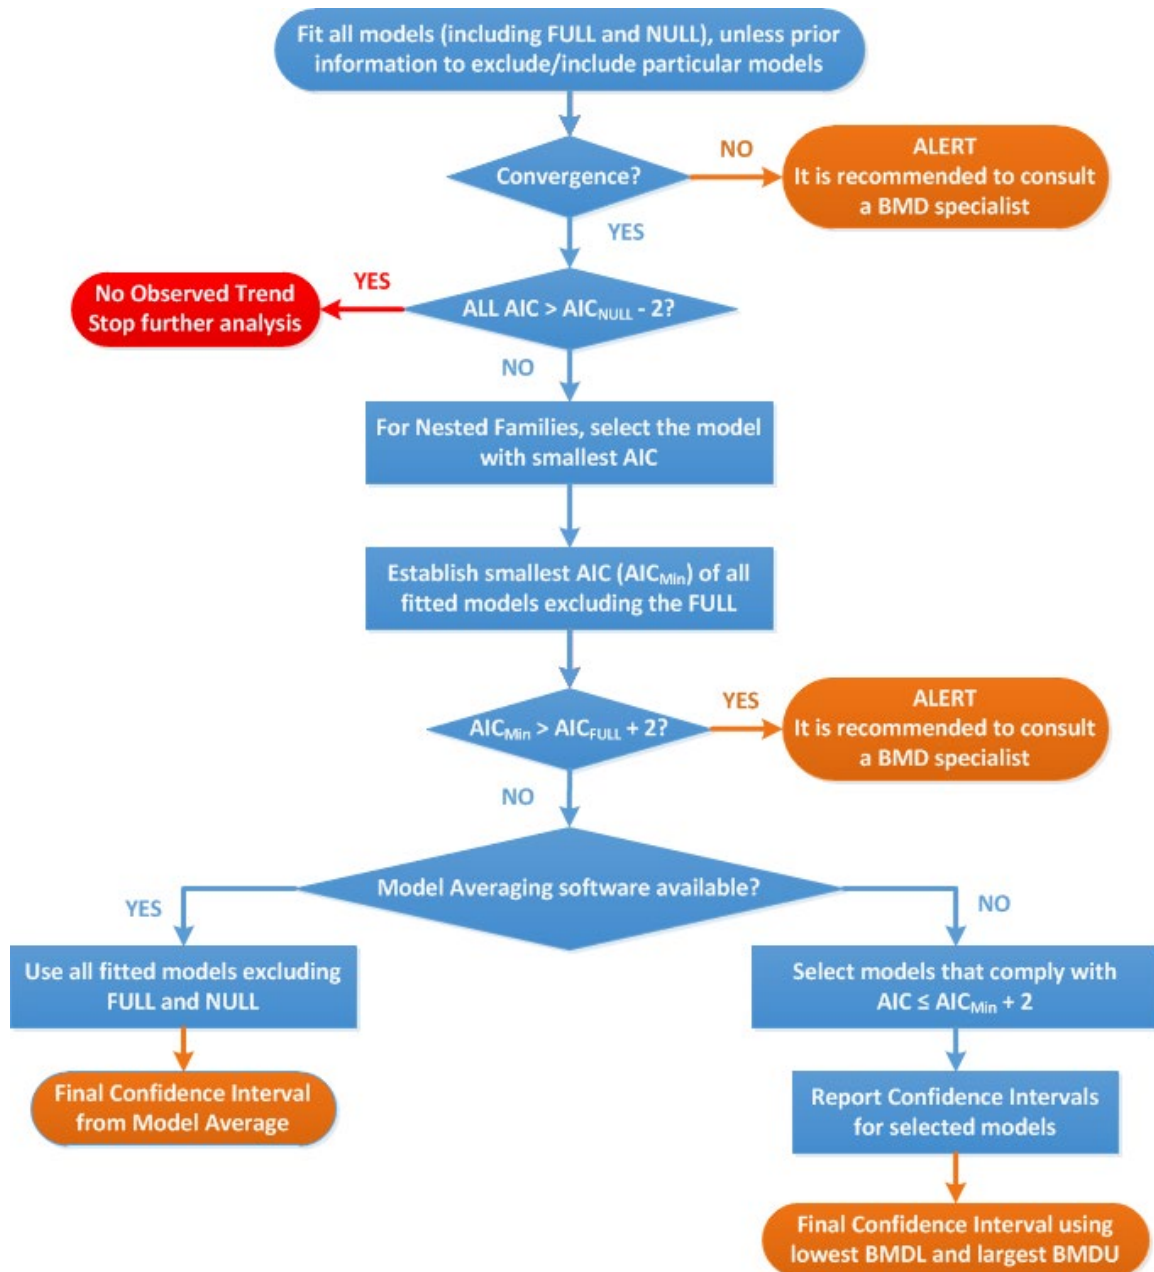 Fit all models (including FULL and NULL), unless prior
information to exclude/include particular models
Convergence?
NO
ALERT
It is recommended to consult
a BMD specialist
YES
ALL AIC > AIC_NULL - 2?
YES
No Observed Trend
Stop further analysis
NO
For Nested Families, select the model
with smallest AIC
Establish smallest AIC (AIC_Min) of all
fitted models excluding the FULL
AIC_Min > AIC_FULL + 2?
YES
ALERT
It is recommended to consult
a BMD specialist
NO
Model Averaging software available?
YES
Use all fitted models excluding
FULL and NULL
Final Confidence Interval
from Model Average
NO
Select models that comply with
AIC ≤ AIC_Min + 2
Report Confidence Intervals
for selected models
Final Confidence Interval using
lowest BMDL and largest BMDU